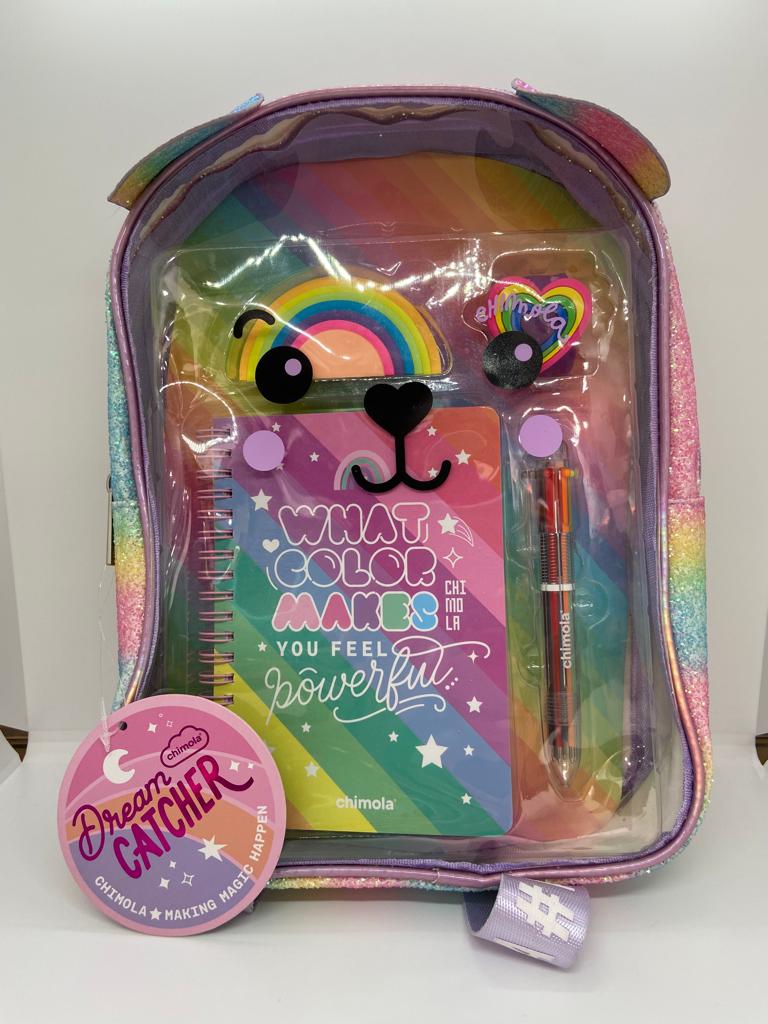 chimola
WHAT
COLOR
MAKES
CHI
MO
LA
YOU FEEL
powerful
chimola®
chimola®
chimola®
Dream
CATCHER
CHIMOLA★MAKING MAGIC HAPPEN
#